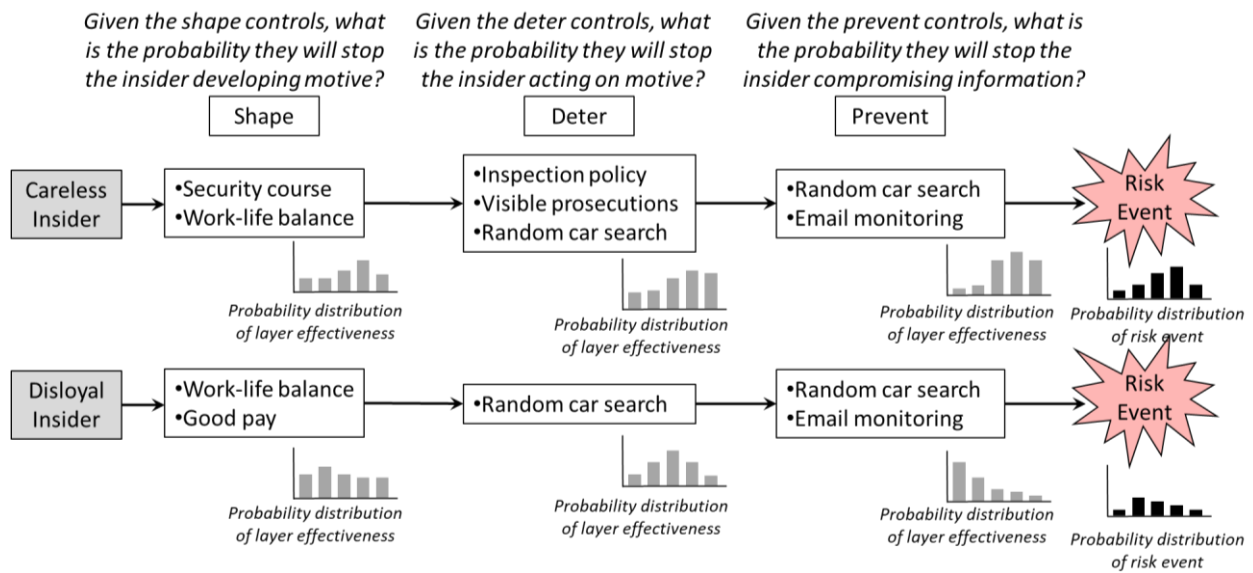 Given the shape controls, what
is the probability they will stop
the insider developing motive?
Given the deter controls, what
is the probability they will stop
the insider acting on motive?
Given the prevent controls, what is
the probability they will stop the
insider compromising information?
Shape
Deter
Prevent
Careless
Insider
•Security course
•Work-life balance
•Inspection policy
•Visible prosecutions
•Random car search
•Random car search
•Email monitoring
Risk
Event
Probability distribution
of layer effectiveness
Probability distribution
of layer effectiveness
Probability distribution
of layer effectiveness
Probability distribution
of risk event
Disloyal
Insider
•Work-life balance
•Good pay
•Random car search
•Random car search
•Email monitoring
Risk
Event
Probability distribution
of layer effectiveness
Probability distribution
of layer effectiveness
Probability distribution
of layer effectiveness
Probability distribution
of risk event